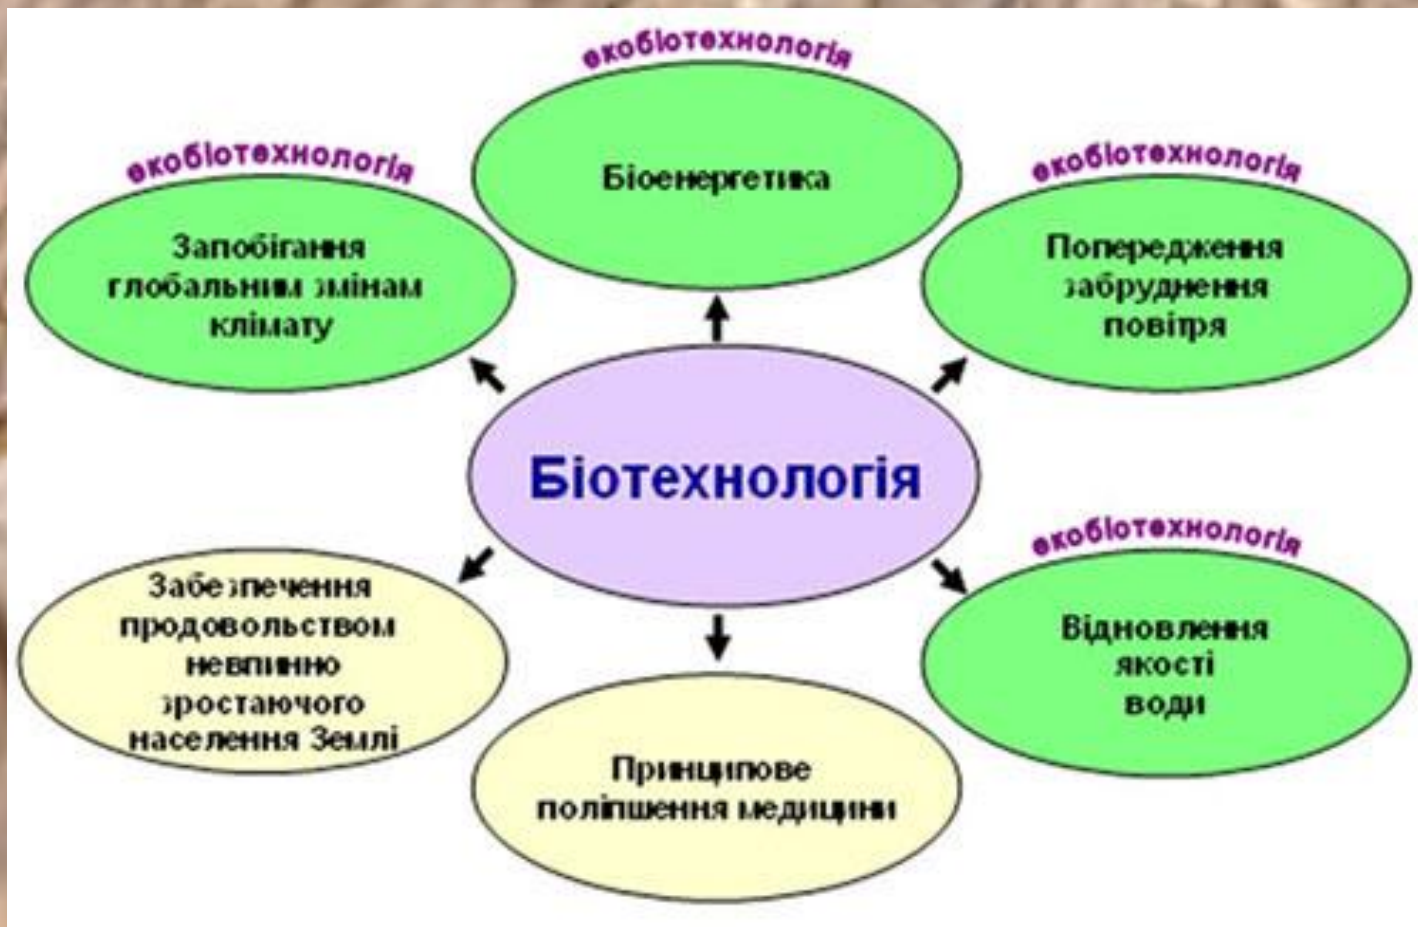 екобіотехнологія
Біоенергетика
екобіотехнологія
Запобігання
глобальним змінам
клімату
екобіотехнологія
Попередження
забруднення
повітря
Біотехнологія
екобіотехнологія
Відновлення
якості
води
Забезпечення
продовольством
невпинно
зростаючого
населення Землі
Принципове
поліпшення медицини